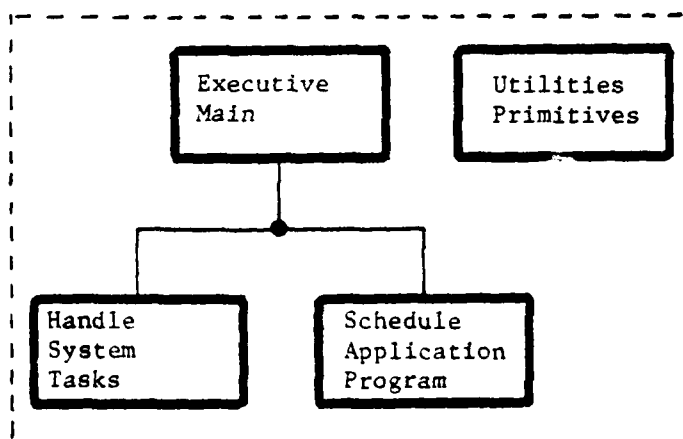 Executive
Main
Utilities
Primitives
Handle
System
Tasks
Schedule
Application
Program